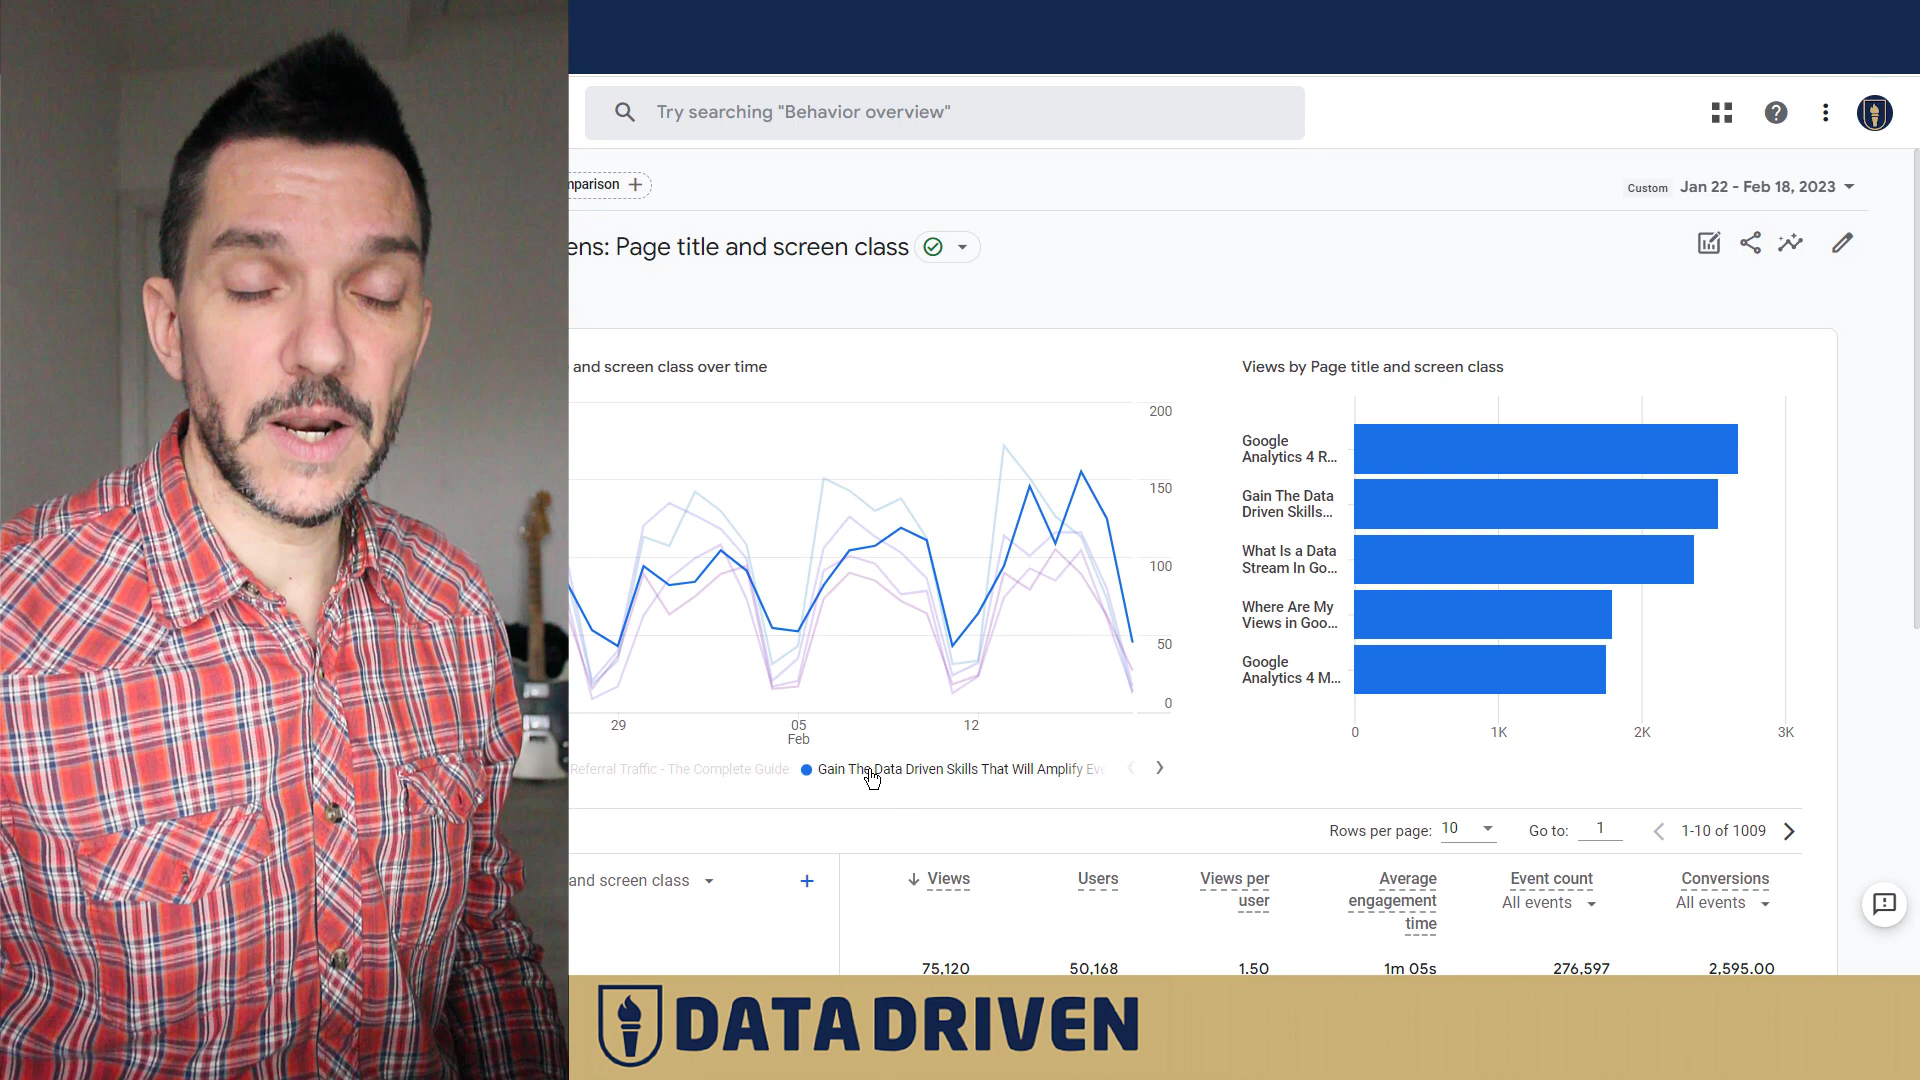 Try searching "Behavior overview"
mparison +
Custom Jan 22 - Feb 18, 2023
ens: Page title and screen class
and screen class over time
200
150
100
50
0
29
05
Feb
12
Referral Traffic - The Complete Guide
Gain The Data Driven Skills That Will Amplify Eve
Views by Page title and screen class
Google
Analytics 4 R...
Gain The Data
Driven Skills...
What Is a Data
Stream In Go...
Where Are My
Views in Goo...
Google
Analytics 4 M...
0
1K
2K
3K
Rows per page: 10
Go to: 1
1-10 of 1009
and screen class
+
Views
Users
Views per
user
Average
engagement
time
Event count
All events
Conversions
All events
75,120
50,168
1.50
1m 05s
276,597
2,595.00
DATA DRIVEN